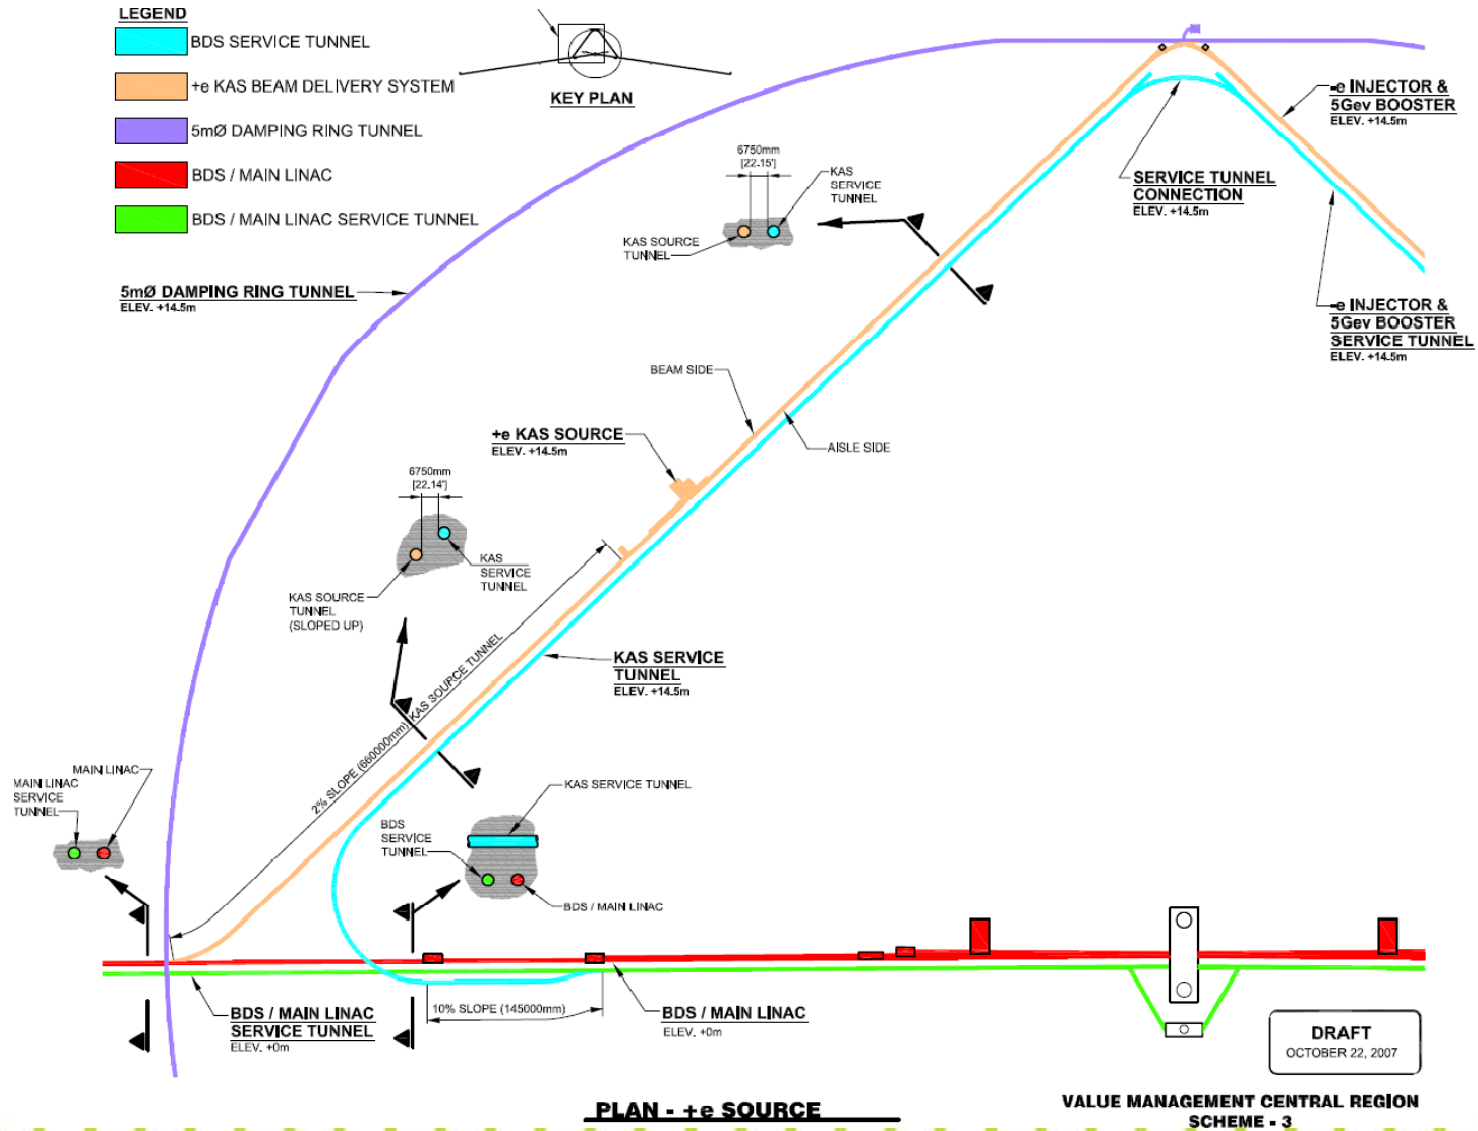 LEGEND
BDS SERVICE TUNNEL
+e KAS BEAM DELIVERY SYSTEM
5mØ DAMPING RING TUNNEL
BDS / MAIN LINAC
BDS / MAIN LINAC SERVICE TUNNEL
KEY PLAN
-e INJECTOR &
5Gev BOOSTER
ELEV. +14.5m
SERVICE TUNNEL
CONNECTION
ELEV. +14.5m
6750mm
[22.15']
KAS
SERVICE
TUNNEL
KAS SOURCE
TUNNEL
5mØ DAMPING RING TUNNEL
ELEV. +14.5m
-e INJECTOR &
5Gev BOOSTER
SERVICE TUNNEL
ELEV. +14.5m
BEAM SIDE
AISLE SIDE
+e KAS SOURCE
ELEV. +14.5m
6750mm
[22.14']
KAS
SERVICE
TUNNEL
KAS SOURCE
TUNNEL
(SLOPED UP)
2% SLOPE (660000mm) KAS SOURCE TUNNEL
KAS SERVICE
TUNNEL
ELEV. +14.5m
MAIN LINAC
MAIN LINAC
SERVICE
TUNNEL
KAS SERVICE TUNNEL
BDS
SERVICE
TUNNEL
BDS / MAIN LINAC
10% SLOPE (145000mm)
BDS / MAIN LINAC
SERVICE TUNNEL
ELEV. +0m
BDS / MAIN LINAC
ELEV. +0m
DRAFT
OCTOBER 22, 2007
PLAN - +e SOURCE
VALUE MANAGEMENT CENTRAL REGION
SCHEME - 3